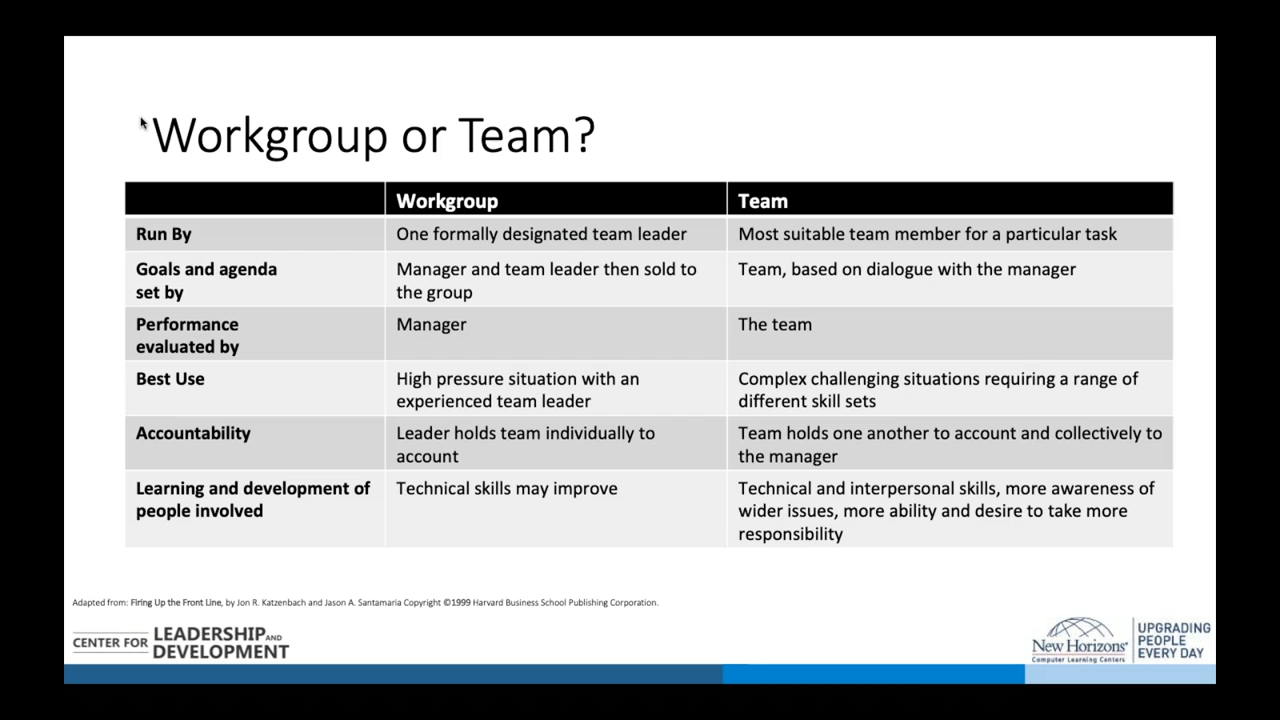 Workgroup or Team?
Workgroup
Team
Run By
One formally designated team leader
Most suitable team member for a particular task
Goals and agenda
set by
Manager and team leader then sold to
the group
Team, based on dialogue with the manager
Performance
evaluated by
Manager
The team
Best Use
High pressure situation with an
experienced team leader
Complex challenging situations requiring a range of
different skill sets
Accountability
Leader holds team individually to
account
Team holds one another to account and collectively to
the manager
Learning and development of
people involved
Technical skills may improve
Technical and interpersonal skills, more awareness of
wider issues, more ability and desire to take more
responsibility
Adapted from: Firing Up the Front Line, by Jon R. Katzenbach and Jason A. Santamaria Copyright ©1999 Harvard Business School Publishing Corporation.
CENTER FOR LEADERSHIP AND
DEVELOPMENT
New Horizons®
Computer Learning Centers
UPGRADING
PEOPLE
EVERY DAY